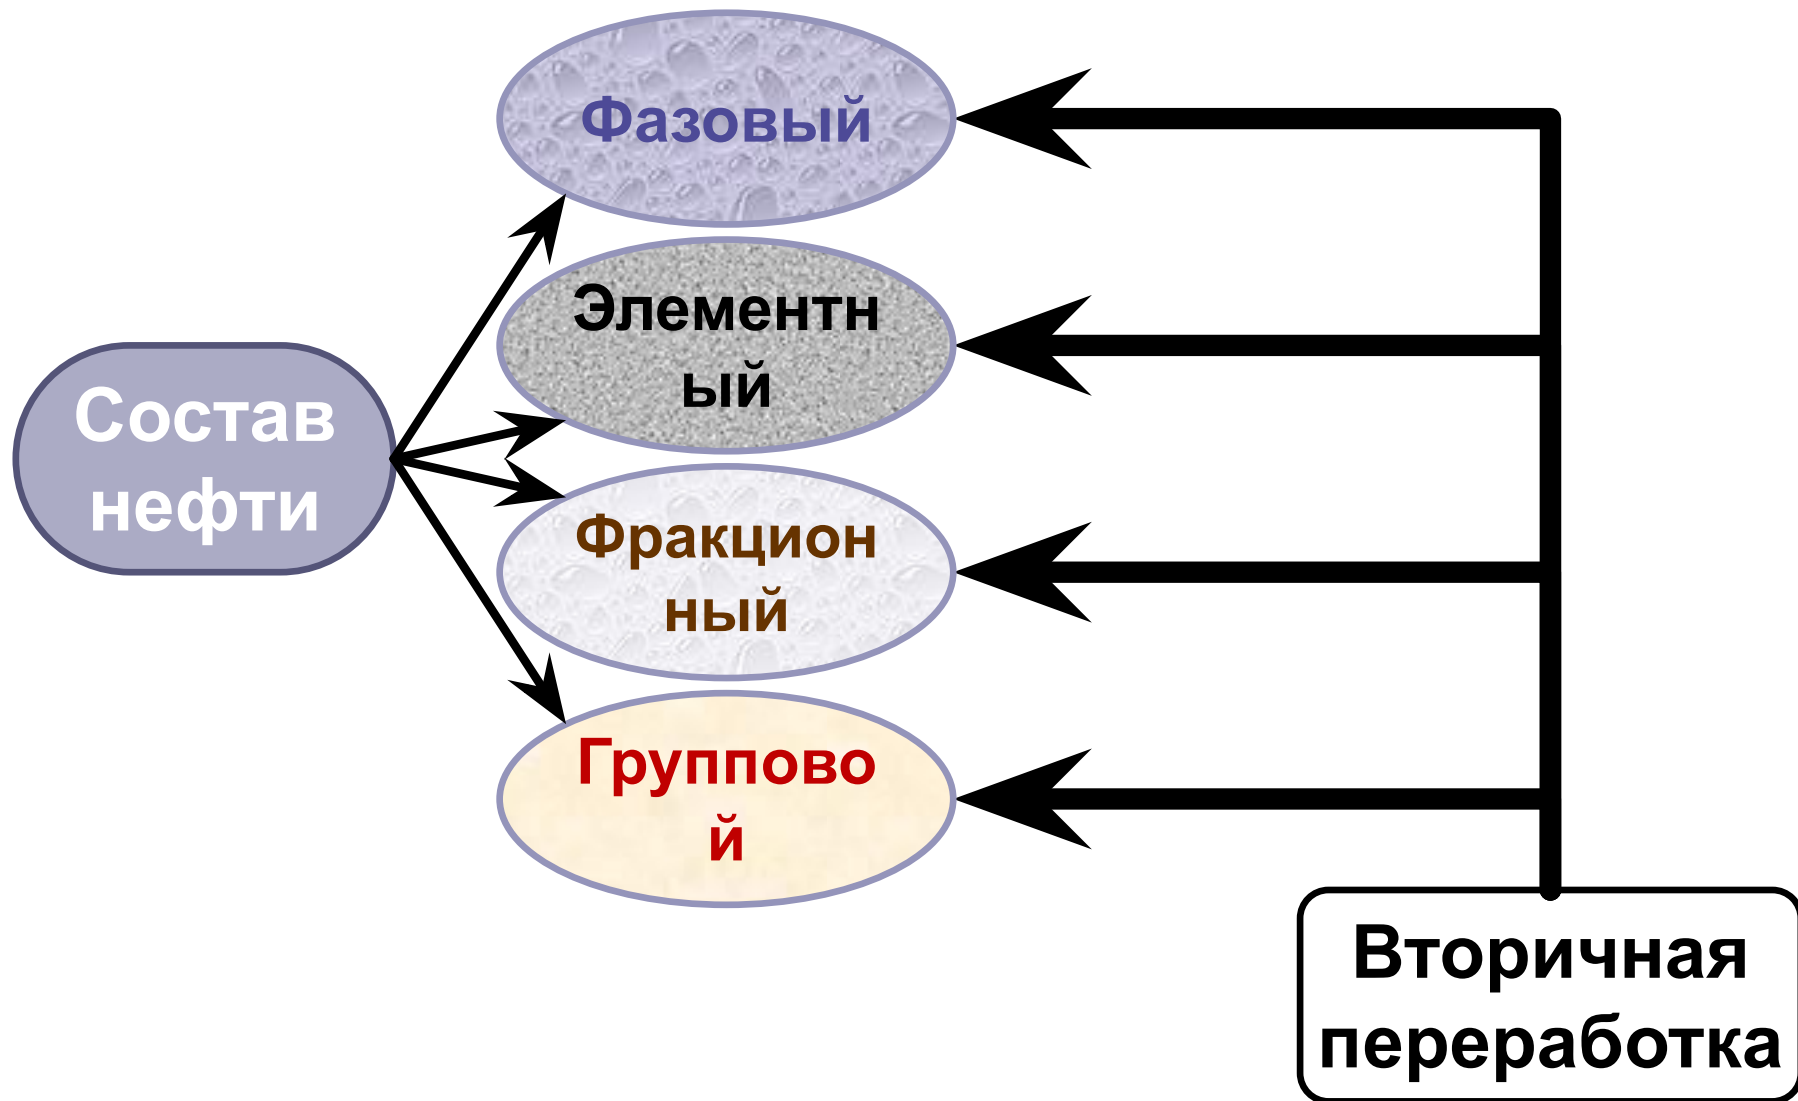 Фазовый
Элементн
ый
Состав
нефти
Фракцион
ный
Группово
й
Вторичная
переработка